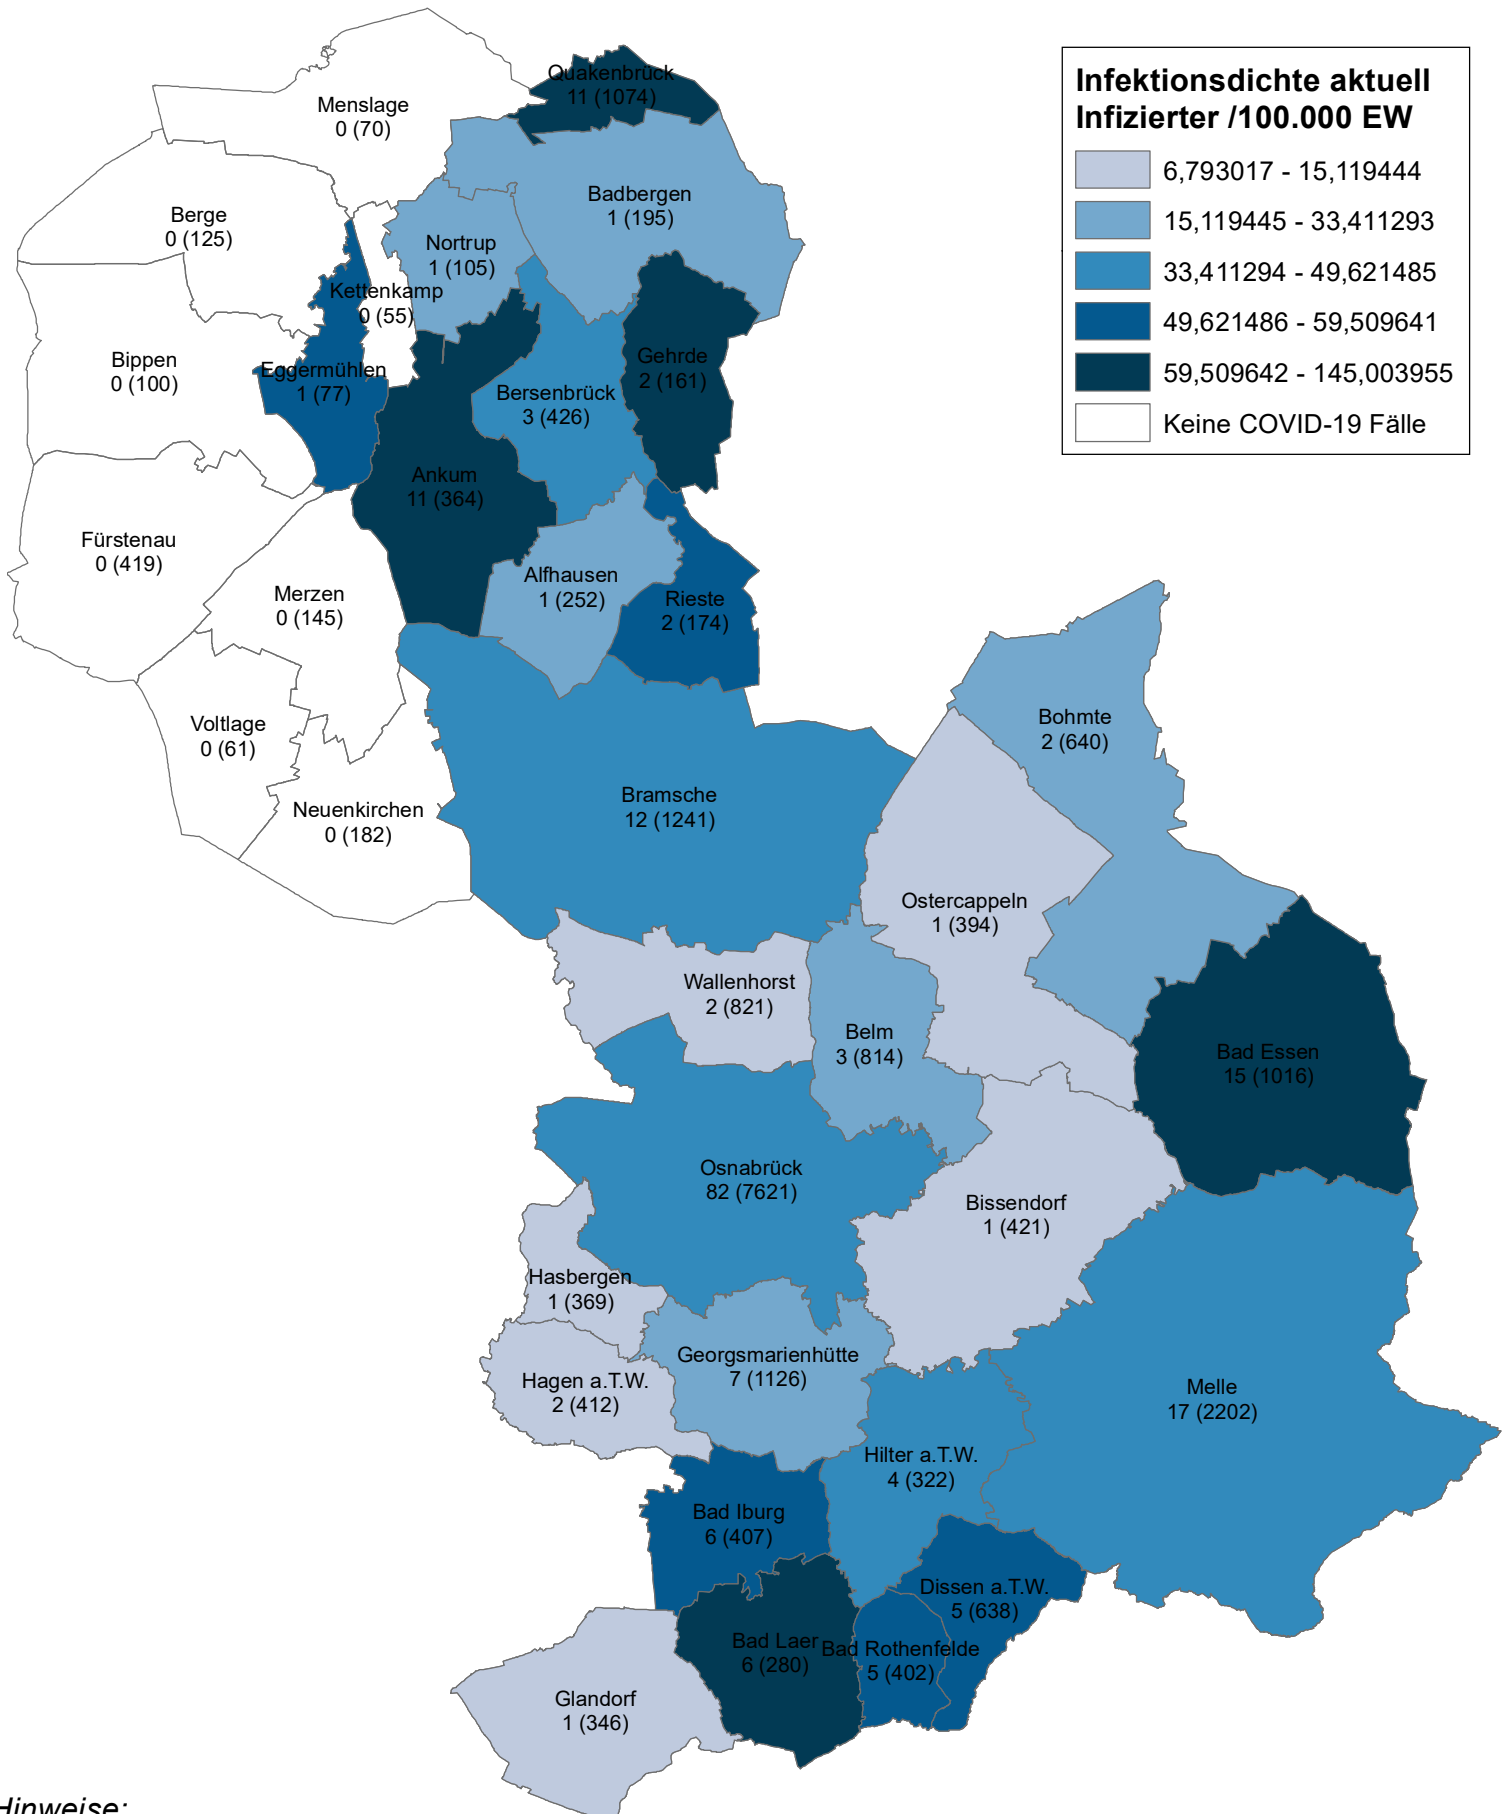 Infektionsdichte aktuell
Infizierter /100.000 EW
6,793017 - 15,119444
15,119445 - 33,411293
33,411294 - 49,621485
49,621486 - 59,509641
59,509642 - 145,003955
Keine COVID-19 Fälle
Quakenbrück
11 (1074)
Menslage
0 (70)
Badbergen
1 (195)
Berge
0 (125)
Nortrup
1 (105)
Kettenkamp
0 (55)
Bippen
0 (100)
Eggermühlen
1 (77)
Gehrde
2 (161)
Bersenbrück
3 (426)
Ankum
11 (364)
Fürstenau
0 (419)
Alfhausen
1 (252)
Merzen
0 (145)
Rieste
2 (174)
Voltlage
0 (61)
Bohmte
2 (640)
Bramsche
12 (1241)
Neuenkirchen
0 (182)
Ostercappeln
1 (394)
Wallenhorst
2 (821)
Belm
3 (814)
Bad Essen
15 (1016)
Osnabrück
82 (7621)
Bissendorf
1 (421)
Hasbergen
1 (369)
Georgsmarienhütte
7 (1126)
Hagen a.T.W.
2 (412)
Melle
17 (2202)
Hilter a.T.W.
4 (322)
Bad Iburg
6 (407)
Dissen a.T.W.
5 (638)
Bad Laer
6 (280)
Bad Rothenfelde
5 (402)
Glandorf
1 (346)
Hinweise: